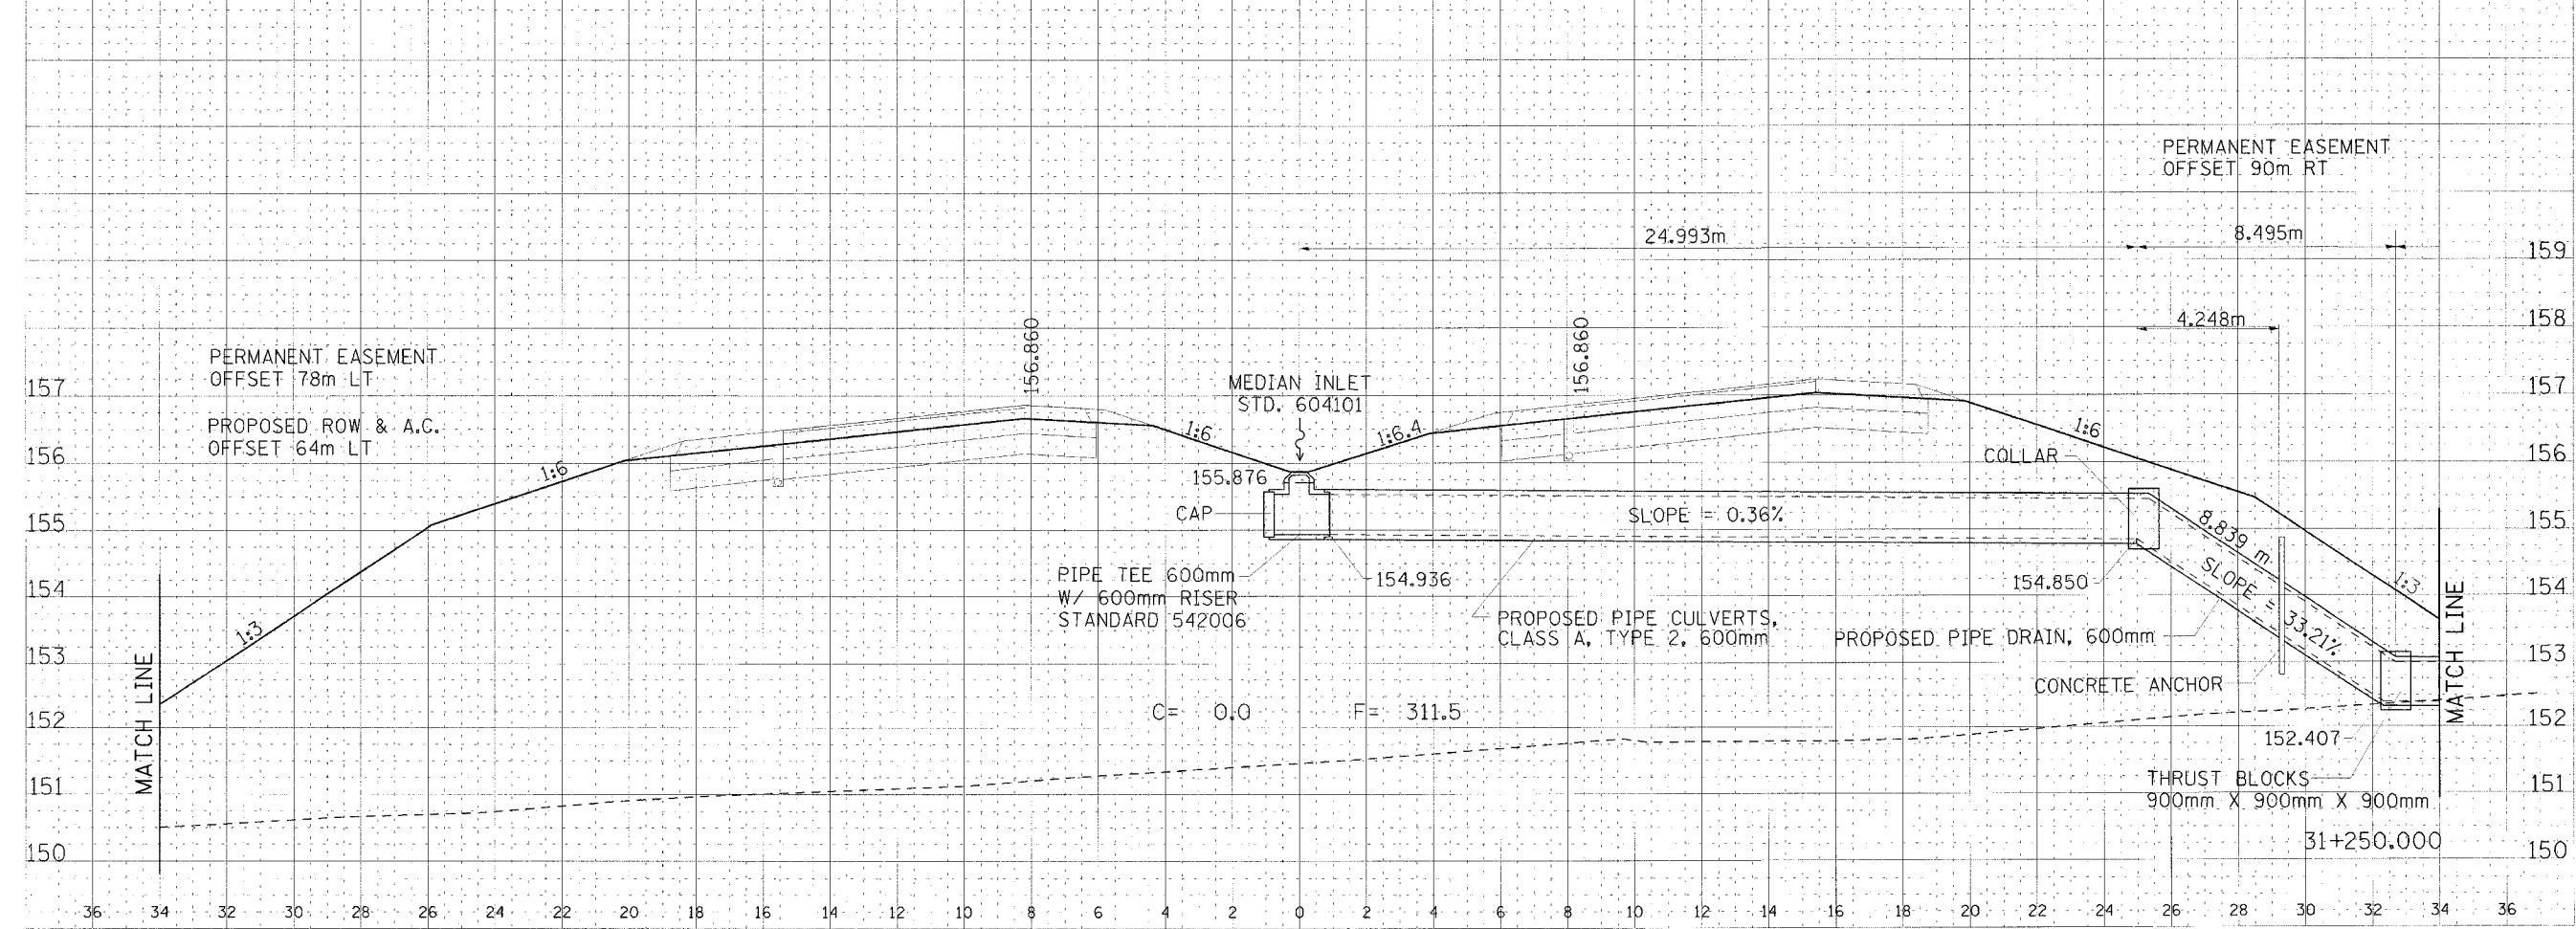 PERMANENT EASEMENT
OFFSET 90m RT
24.993m
8.495m
159
4.248m
158
156.860
156.860
PERMANENT EASEMENT
OFFSET 78m LT
MEDIAN INLET
STD. 604101
157
157
PROPOSED ROW & A.C.
OFFSET 64m LT
1:6
1:6.4
1:6
156
1:6
COLLAR
156
155.876
CAP
SLOPE = 0.36%
155
8.839 m
155
PIPE TEE 600mm
W/ 600mm RISER
STANDARD 542006
154.936
154.850
SLOPE = 33.21%
1:3
154
154
PROPOSED PIPE CULVERTS,
CLASS A, TYPE 2, 600mm
PROPOSED PIPE DRAIN, 600mm
1:3
153
153
MATCH LINE
CONCRETE ANCHOR
MATCH LINE
C= 0.0
F= 311.5
152
152
152.407
THRUST BLOCKS
900mm X 900mm X 900mm
151
151
31+250.000
150
150
36 34 32 30 28 26 24 22 20 18 16 14 12 10 8 6 4 2 0 2 4 6 8 10 12 14 16 18 20 22 24 26 28 30 32 34 36